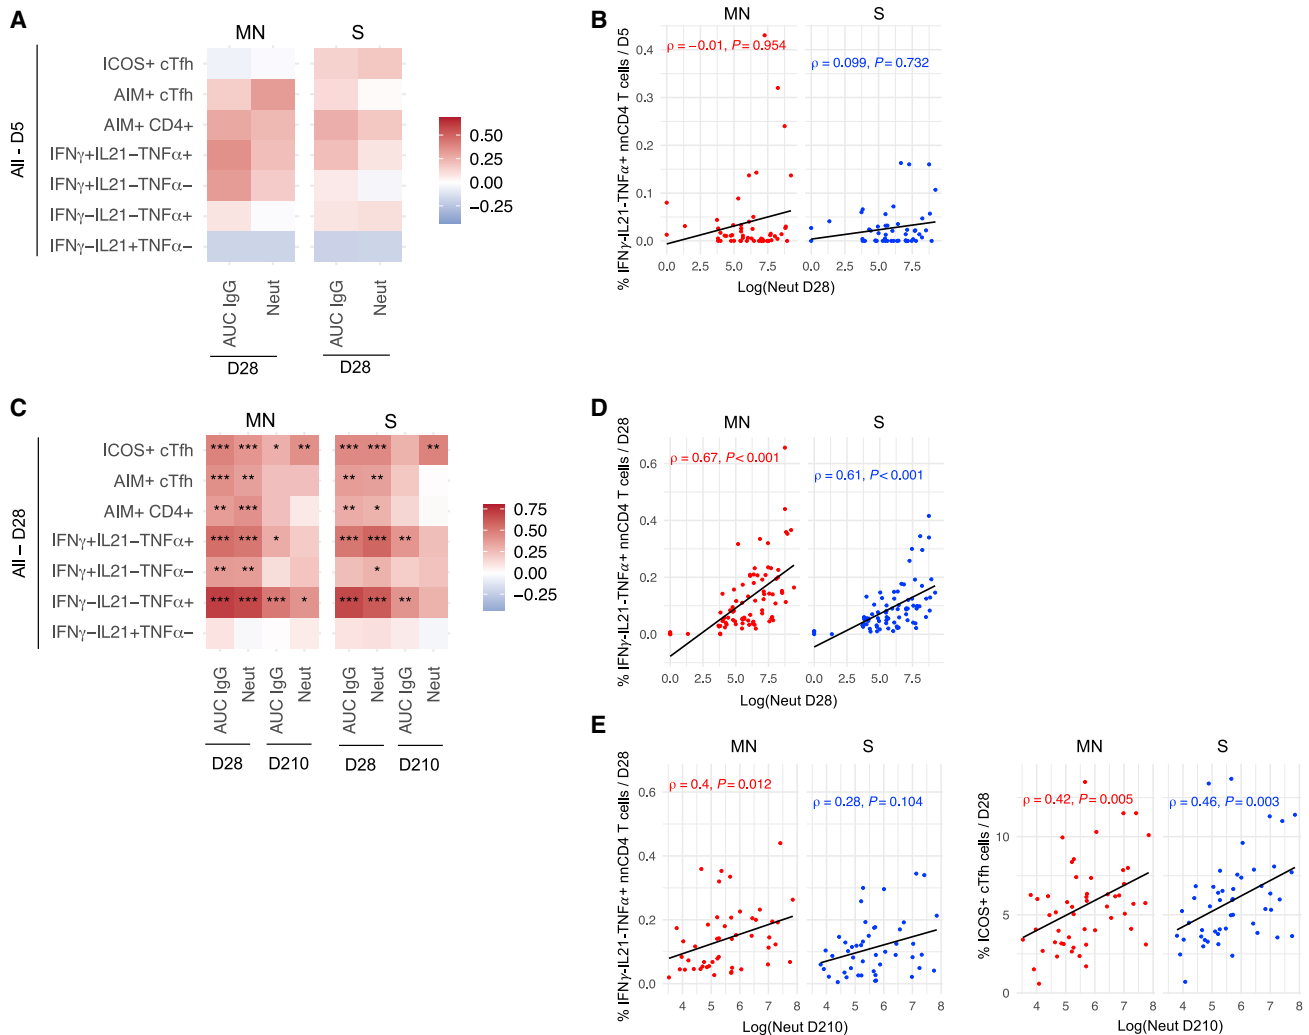 A
MN
S
All - D5
ICOS+ cTfh
AIM+ cTfh
AIM+ CD4+
IFNγ+IL21−TNFα+
IFNγ+IL21−TNFα−
IFNγ−IL21−TNFα+
IFNγ−IL21+TNFα−
0.50
0.25
0.00
−0.25
AUC IgG
Neut
AUC IgG
Neut
D28
D28
B
MN
S
% IFNγ-IL21-TNFα+ nnCD4 T cells / D5
ρ = −0.01, P = 0.954
ρ = 0.099, P = 0.732
0.4
0.3
0.2
0.1
0.0
0.0 2.5 5.0 7.5 0.0 2.5 5.0 7.5
Log(Neut D28)
C
MN
S
All – D28
ICOS+ cTfh *** *** * ** *** *** **
AIM+ cTfh *** ** ** **
AIM+ CD4+ ** *** ** *
IFNγ+IL21−TNFα+ *** *** * *** *** **
IFNγ+IL21−TNFα− ** ** *
IFNγ−IL21−TNFα+ *** *** *** * *** *** **
IFNγ−IL21+TNFα−
0.75
0.50
0.25
0.00
−0.25
AUC IgG
Neut
AUC IgG
Neut
AUC IgG
Neut
AUC IgG
Neut
D28
D210
D28
D210
D
MN
S
% IFNγ-IL21-TNFα+ nnCD4 T cells / D28
ρ = 0.67, P < 0.001
ρ = 0.61, P < 0.001
0.6
0.4
0.2
0.0
0.0 2.5 5.0 7.5 0.0 2.5 5.0 7.5
Log(Neut D28)
E
MN
S
% IFNγ-IL21-TNFα+ nnCD4 T cells / D28
ρ = 0.4, P = 0.012
ρ = 0.28, P = 0.104
0.6
0.4
0.2
0.0
4 5 6 7 8 4 5 6 7 8
Log(Neut D210)
MN
S
% ICOS+ cTfh cells / D28
ρ = 0.42, P = 0.005
ρ = 0.46, P = 0.003
10
5
0
4 5 6 7 8 4 5 6 7 8
Log(Neut D210)